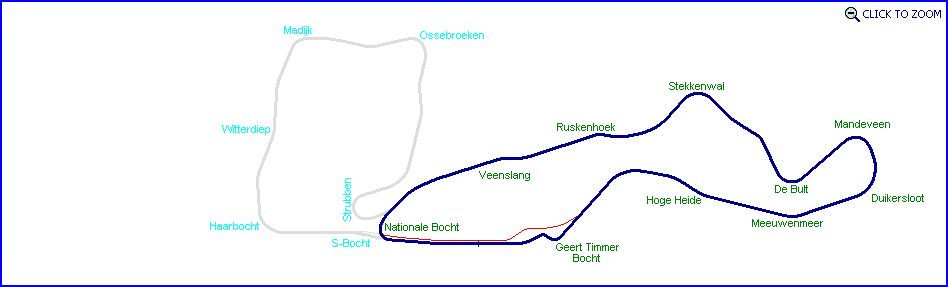 CLICK TO ZOOM
Madijk
Ossebroeken
Stekkenwal
Witterdiep
Ruskenhoek
Mandeveen
Veenslang
De Bult
Strubben
Hoge Heide
Duikersloot
Haarbocht
Nationale Bocht
Meeuwenmeer
S-Bocht
Geert Timmer
Bocht